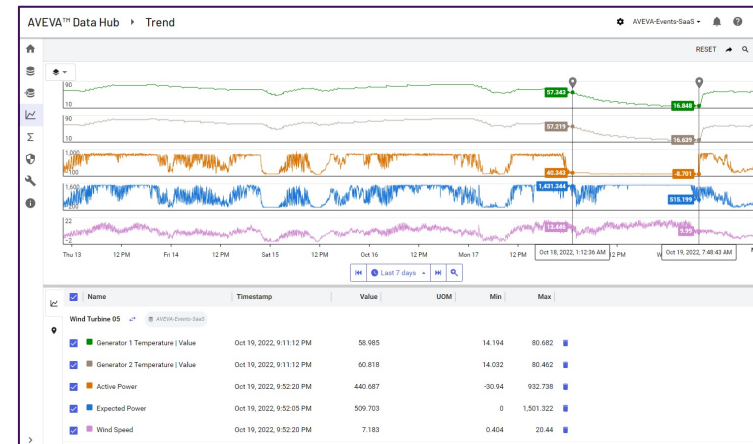 AVEVA™ Data Hub ▸ Trend AVEVA-Events-SaaS
RESET
90
10
57.343
16.848
90
10
57.219
16.639
1,000
-100
40.343
-8.701
1,600
-200
1,431.344
515.199
22
-2
13.445
Thu 13 12 PM Fri 14 12 PM Sat 15 12 PM Oct 16 12 PM Mon 17 12 PM Oct 18, 2022, 1:12:36 AM 12 PM W Oct 19, 2022, 7:48:43 AM
Last 7 days
Name Timestamp Value UOM Min Max
Wind Turbine 05 AVEVA-Events-SaaS
Generator 1 Temperature | Value Oct 19, 2022, 9:11:12 PM 58.985 14.194 80.682
Generator 2 Temperature | Value Oct 19, 2022, 9:11:12 PM 60.818 14.032 80.462
Active Power Oct 19, 2022, 9:52:20 PM 440.687 -30.94 932.738
Expected Power Oct 19, 2022, 9:52:05 PM 509.703 0 1,501.322
Wind Speed Oct 19, 2022, 9:52:20 PM 7.183 0.404 20.44